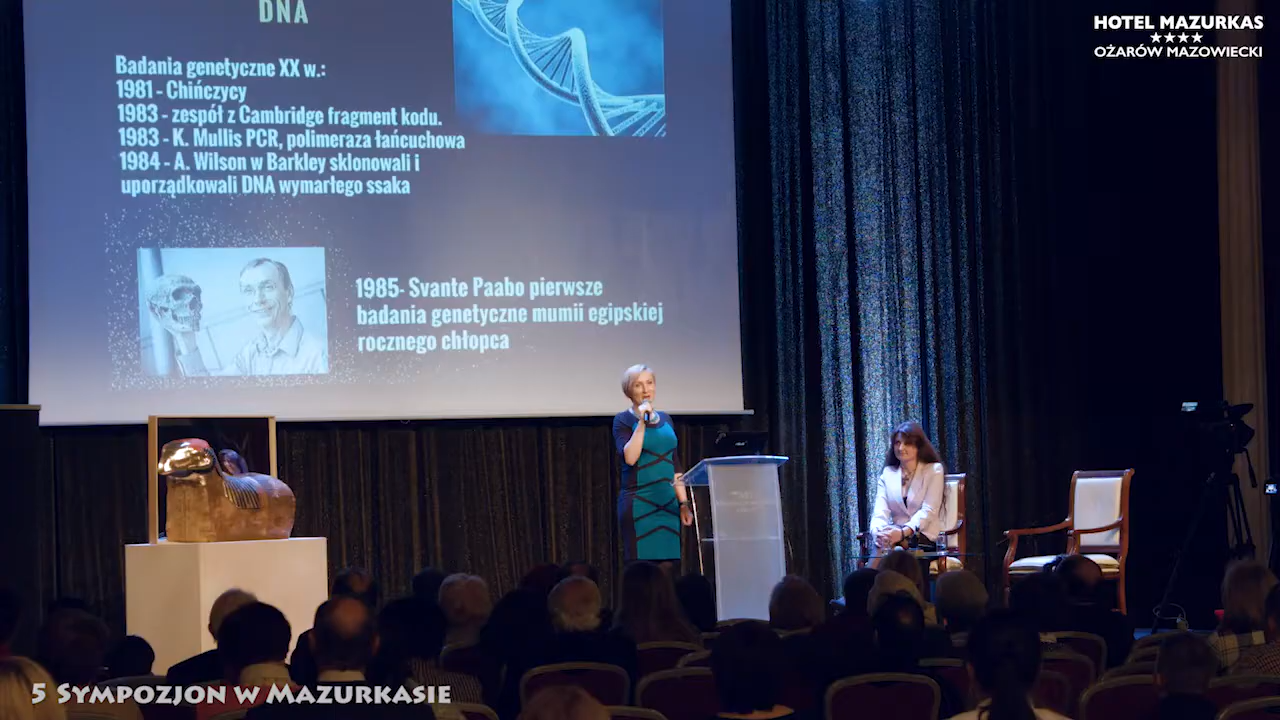 DNA
Badania genetyczne XX w.:
1981 - Chińczycy
1983 - zespół z Cambridge fragment kodu.
1983 - K. Mullis PCR, polimeraza łańcuchowa
1984 - A. Wilson w Barkley sklonowali i
uporządkowali DNA wymarłego ssaka
1985- Svante Paabo pierwsze
badania genetyczne mumii egipskiej
rocznego chłopca
HOTEL MAZURKAS
OŻARÓW MAZOWIECKI
5 Sympozjon w Mazurkasie